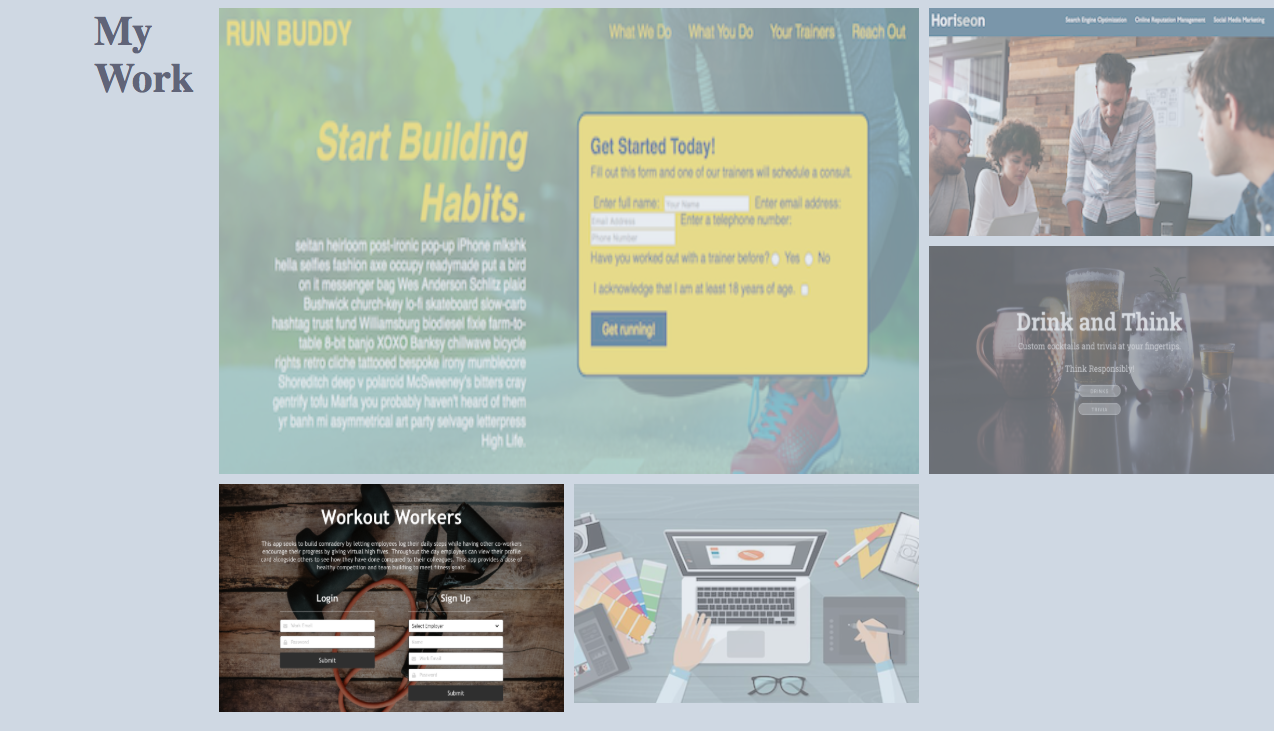 My
Work
RUN BUDDY
What We Do What You Do Your Trainers Reach Out
Start Building
Habits.
seitan heirloom post-ironic pop-up iPhone mlkshk
hella selfies fashion axe occupy readymade put a bird
on it messenger bag Wes Anderson Schlitz plaid
Bushwick church-key lo-fi skateboard slow-carb
hashtag trust fund Williamsburg biodiesel fixie farm-to-
table 8-bit banjo XOXO Banksy chillwave bicycle
rights retro cliche tattooed bespoke irony mumblecore
Shoreditch deep v polaroid McSweeney's bitters cray
gentrify tofu Marfa you probably haven't heard of them
yr banh mi asymmetrical art party selvage letterpress
High Life.
Get Started Today!
Fill out this form and one of our trainers will schedule a consult.
Enter full name: Your Name Enter email address:
Email Address Enter a telephone number:
Phone Number
Have you worked out with a trainer before? Yes No
I acknowledge that I am at least 18 years of age.
Get running!
Horiseon
Search Engine Optimization Online Reputation Management Social Media Marketing
Drink and Think
Custom cocktails and trivia at your fingertips.
Think Responsibly!
DRINKS
TRIVIA
Workout Workers
This app seeks to build comradery by letting employees log their daily steps while having other co-workers
encourage their progress by giving virtual high fives. Throughout the day employees can view their profile
card alongside others to see how they have done compared to their colleagues. This app provides a dose of
healthy competition and team building to meet fitness goals!
Login
Sign Up
Password
Submit
Select Employer
Name
Work Email
Password
Submit